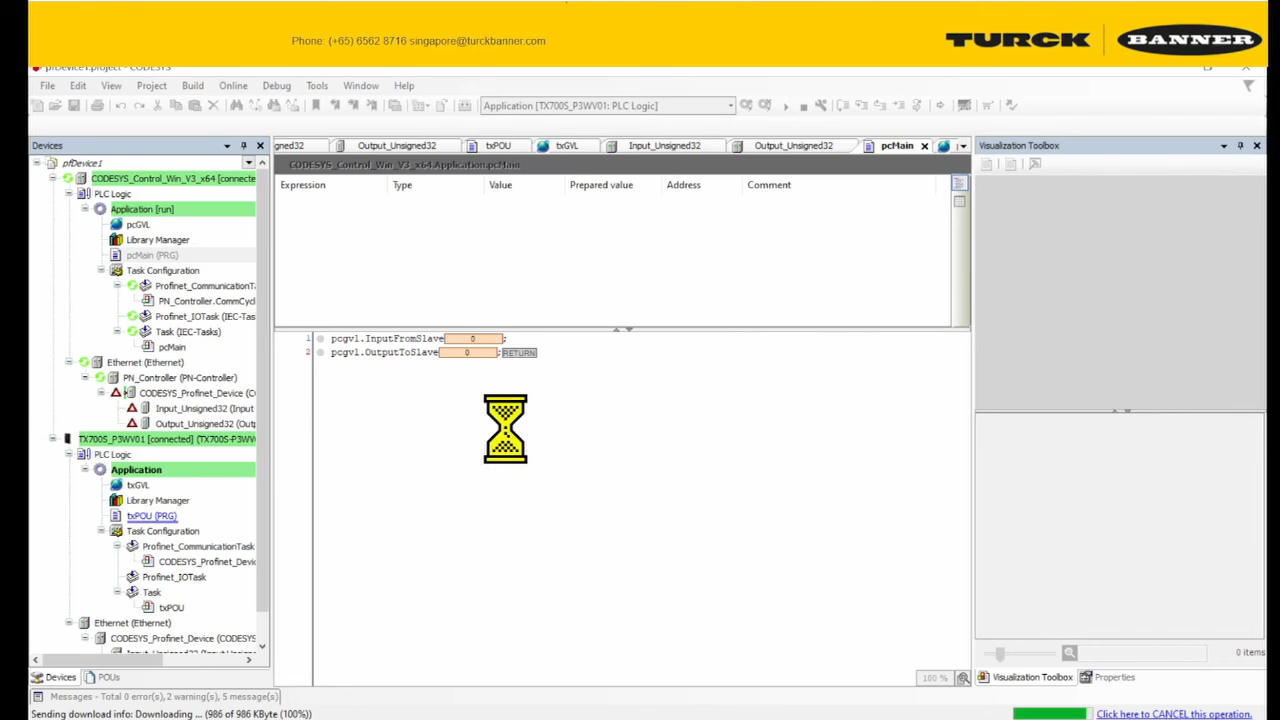 Phone: (+65) 6562 8716 singapore@turckbanner.com
TURCK
BANNER
pfDevice1.project - CODESYS
File Edit View Project Build Online Debug Tools Window Help
Application [TX700S_P3WV01: PLC Logic]
Devices
pfDevice1
CODESYS_Control_Win_V3_x64 [connecte
PLC Logic
Application [run]
pcGVL
Library Manager
pcMain (PRG)
Task Configuration
Profinet_CommunicationT
PN_Controller.CommCycl
Profinet_IOTask (IEC-Tas
Task (IEC-Tasks)
pcMain
Ethernet (Ethernet)
PN_Controller (PN-Controller)
CODESYS_Profinet_Device (C
Input_Unsigned32 (Input
Output_Unsigned32 (Outp
TX700S_P3WV01 [connected] (TX700S-P3WV
PLC Logic
Application
txGVL
Library Manager
txPOU (PRG)
Task Configuration
Profinet_CommunicationTask
CODESYS_Profinet_Devi
Profinet_IOTask
Task
txPOU
Ethernet (Ethernet)
CODESYS_Profinet_Device (CODESYS
Devices POUs
gned32 Output_Unsigned32 txPOU txGVL Input_Unsigned32 Output_Unsigned32 pcMain
CODESYS_Control_Win_V3_x64.Application.pcMain
Expression Type Value Prepared value Address Comment
1 pcgvl.InputFromSlave 0 ;
2 pcgvl.OutputToSlave 0 ; RETURN
100 %
Visualization Toolbox
0 items
Visualization Toolbox Properties
Messages - Total 0 error(s), 2 warning(s), 5 message(s)
Sending download info: Downloading ... (986 of 986 KByte (100%))
Click here to CANCEL this operation.